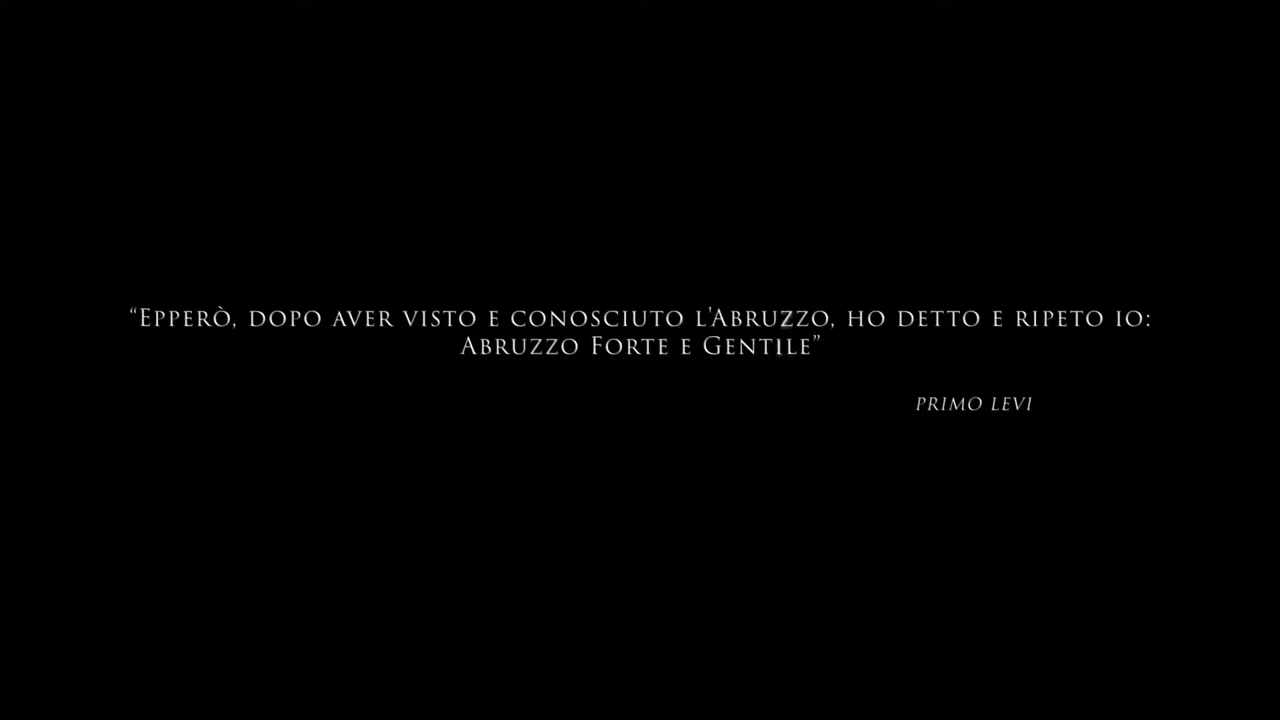 “Epperò, dopo aver visto e conosciuto l’Abruzzo, ho detto e ripeto io:
Abruzzo Forte e Gentile”
PRIMO LEVI